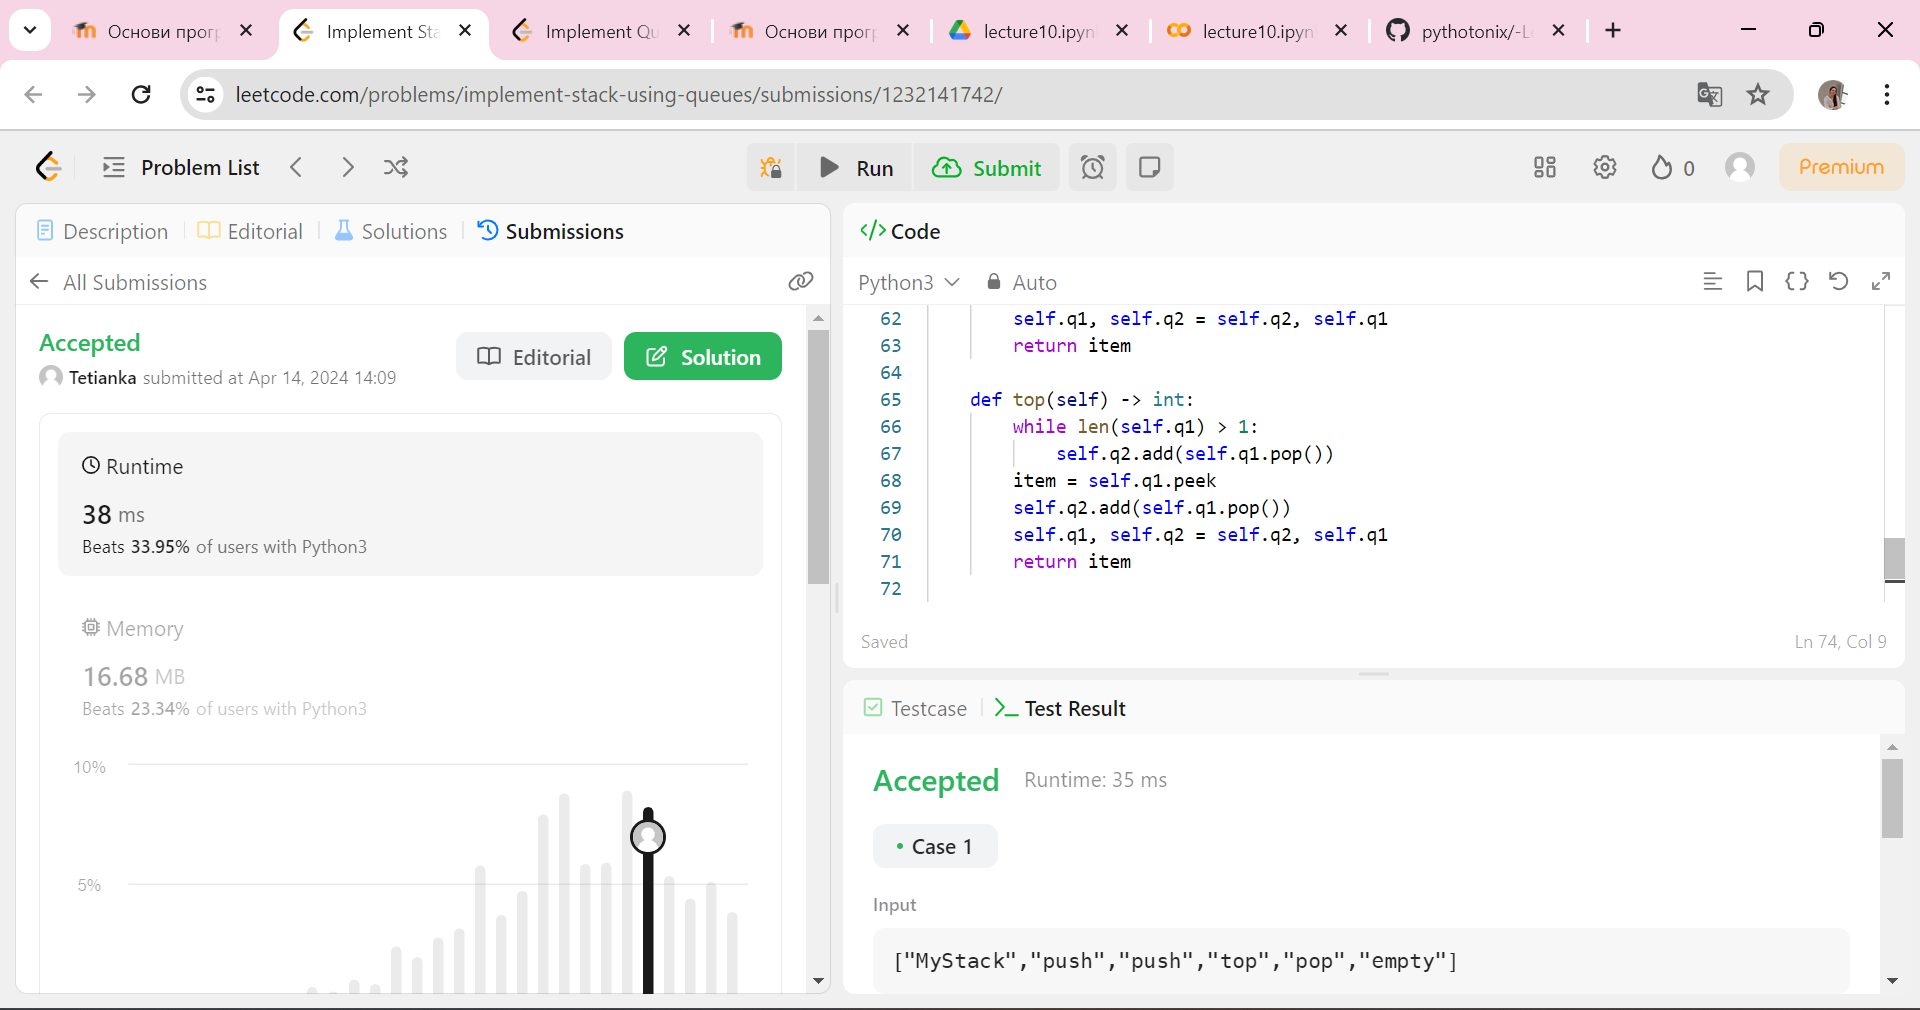 Основи прогр
Implement Sta
Implement Qu
Основи прогр
lecture10.ipyn
lecture10.ipyn
pythotonix/-L
leetcode.com/problems/implement-stack-using-queues/submissions/1232141742/
Problem List
Run
Submit
0
Premium
Description
Editorial
Solutions
Submissions
All Submissions
Accepted
Tetianka submitted at Apr 14, 2024 14:09
Editorial
Solution
Runtime
38 ms
Beats 33.95% of users with Python3
Memory
16.68 MB
Beats 23.34% of users with Python3
10%
5%
</> Code
Python3
Auto
62 self.q1, self.q2 = self.q2, self.q1
63 return item
64
65 def top(self) -> int:
66 while len(self.q1) > 1:
67 self.q2.add(self.q1.pop())
68 item = self.q1.peek
69 self.q2.add(self.q1.pop())
70 self.q1, self.q2 = self.q2, self.q1
71 return item
72
Saved
Ln 74, Col 9
Testcase
Test Result
Accepted
Runtime: 35 ms
• Case 1
Input
["MyStack","push","push","top","pop","empty"]